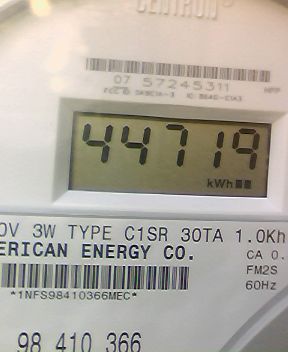 CENTRON®
07 57245311
44719
kWh
0V 3W TYPE C1SR 30TA 1.0Kh
ERICAN ENERGY CO.
CA 0.
FM2S
60Hz
*1NFS98410366MEC*
98 410 366